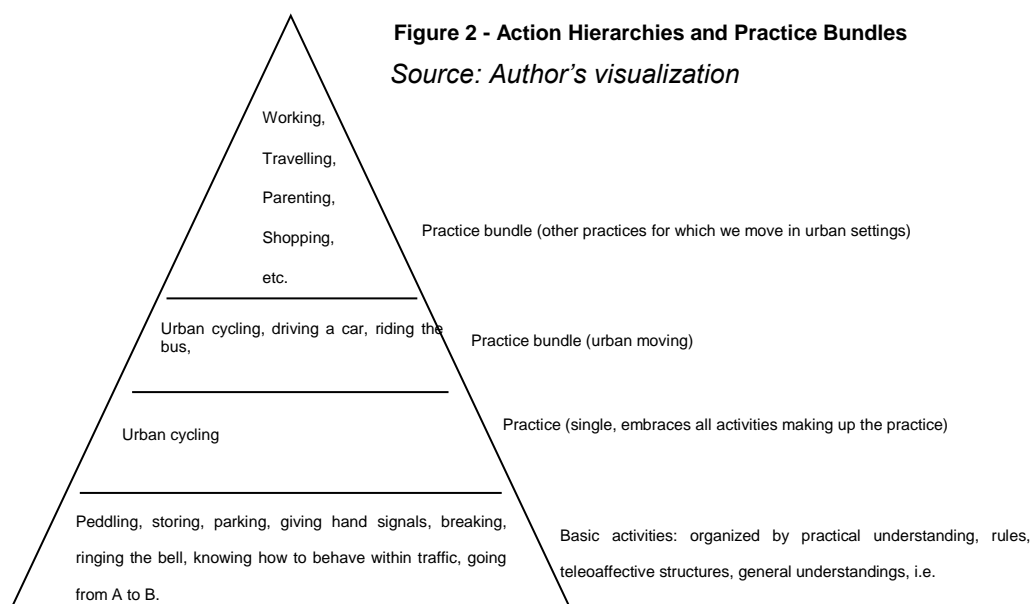 Figure 2 - Action Hierarchies and Practice Bundles
Source: Author's visualization
Working,
Travelling,
Parenting,
Shopping,
etc.
Practice bundle (other practices for which we move in urban settings)
Urban cycling, driving a car, riding the
bus,
Practice bundle (urban moving)
Urban cycling
Practice (single, embraces all activities making up the practice)
Peddling, storing, parking, giving hand signals, breaking,
ringing the bell, knowing how to behave within traffic, going
from A to B.
Basic activities: organized by practical understanding, rules,
teleoaffective structures, general understandings, i.e.